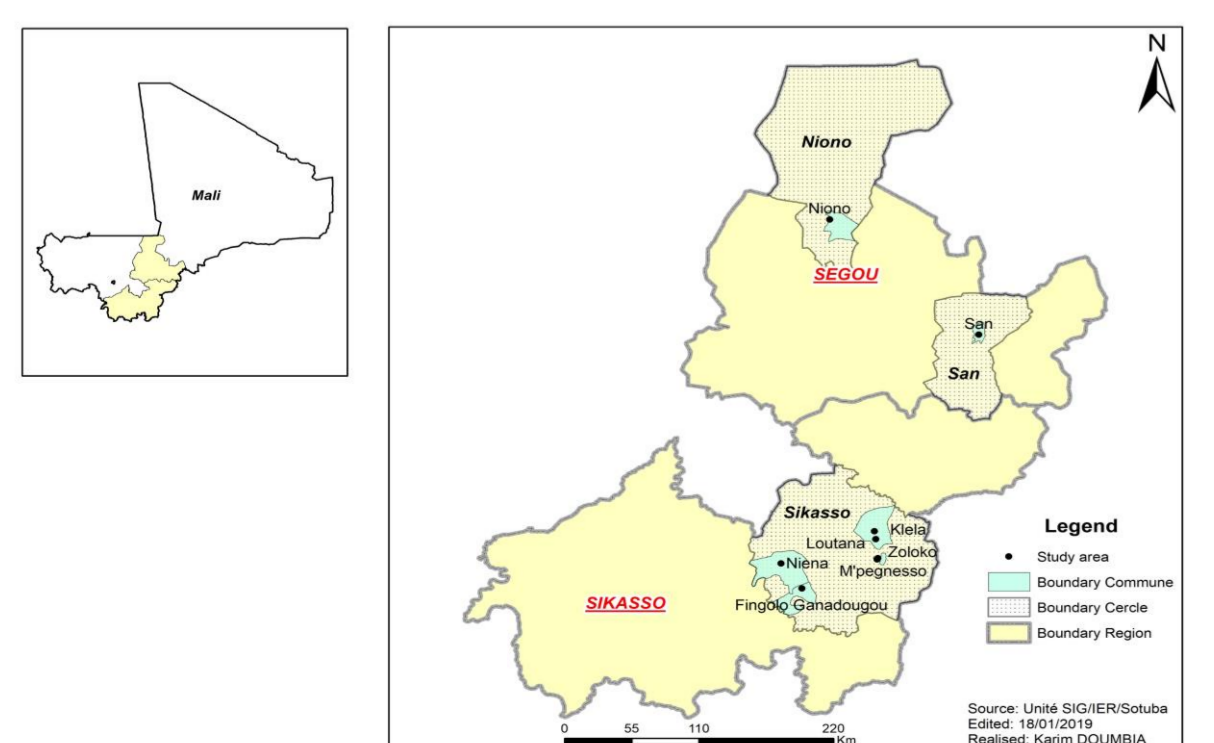 Mali
N
Niono
Niono
SEGOU
San
San
Sikasso
Klela
Loutana
Zoloko
Niena
M'pegnesso
Fingolo Ganadougou
SIKASSO
Legend
Study area
Boundary Commune
Boundary Cercle
Boundary Region
0 55 110 220
Km
Source: Unité SIG/IER/Sotuba
Edited: 18/01/2019
Realised: Karim DOUMBIA